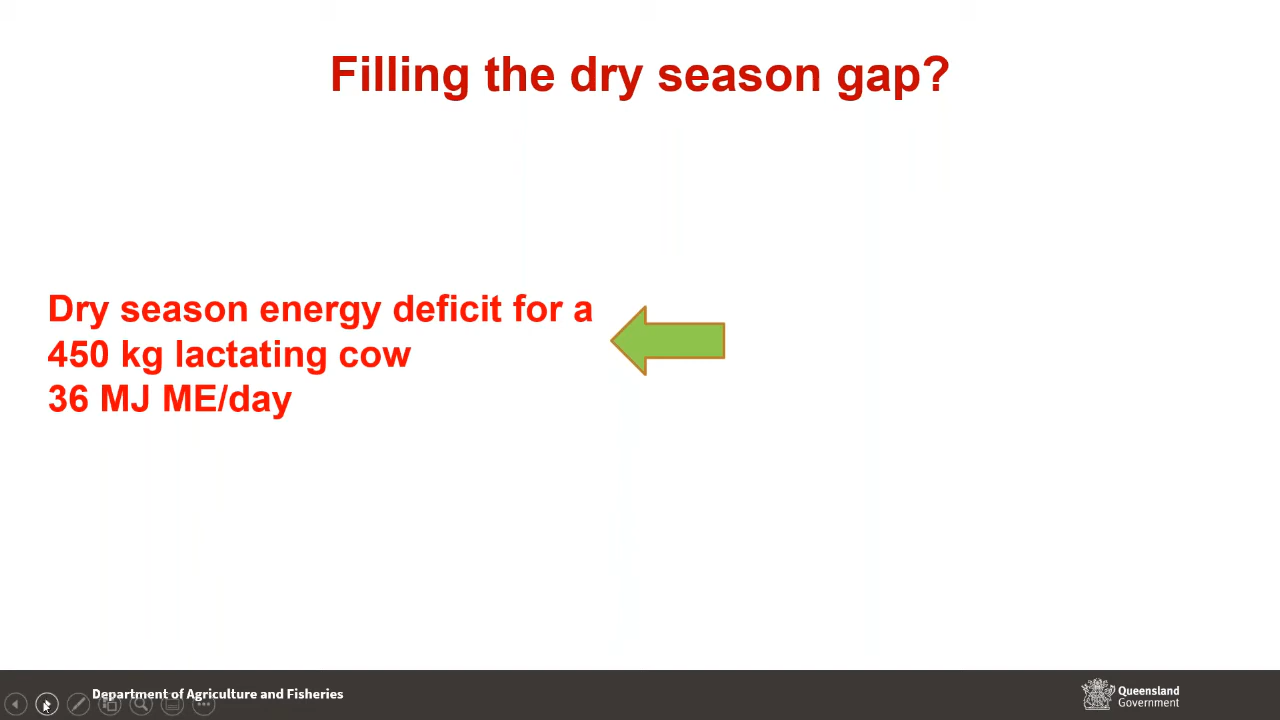 Filling the dry season gap?
Dry season energy deficit for a
450 kg lactating cow
36 MJ ME/day
Department of Agriculture and Fisheries
Queensland
Government